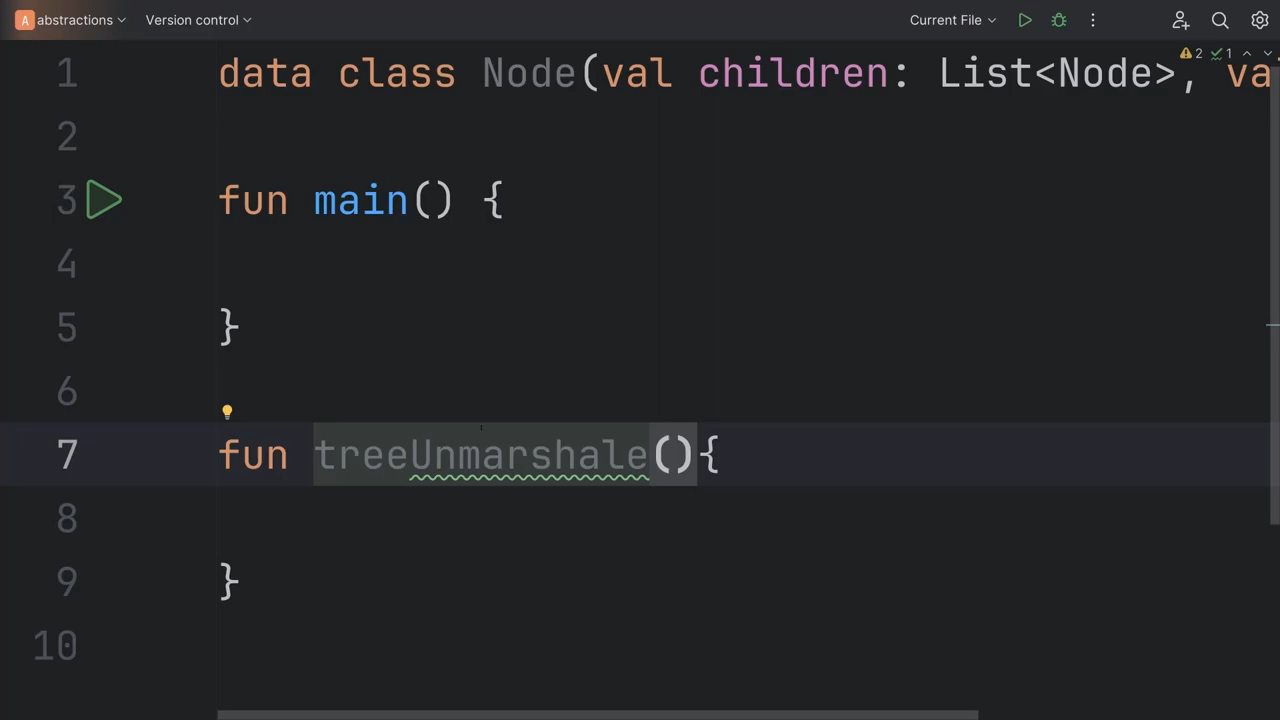 A abstractions Version control Current File
2 1
1 data class Node(val children: List<Node>, va
2
3 fun main() {
4
5 }
6
7 fun treeUnmarshale(){
8
9 }
10